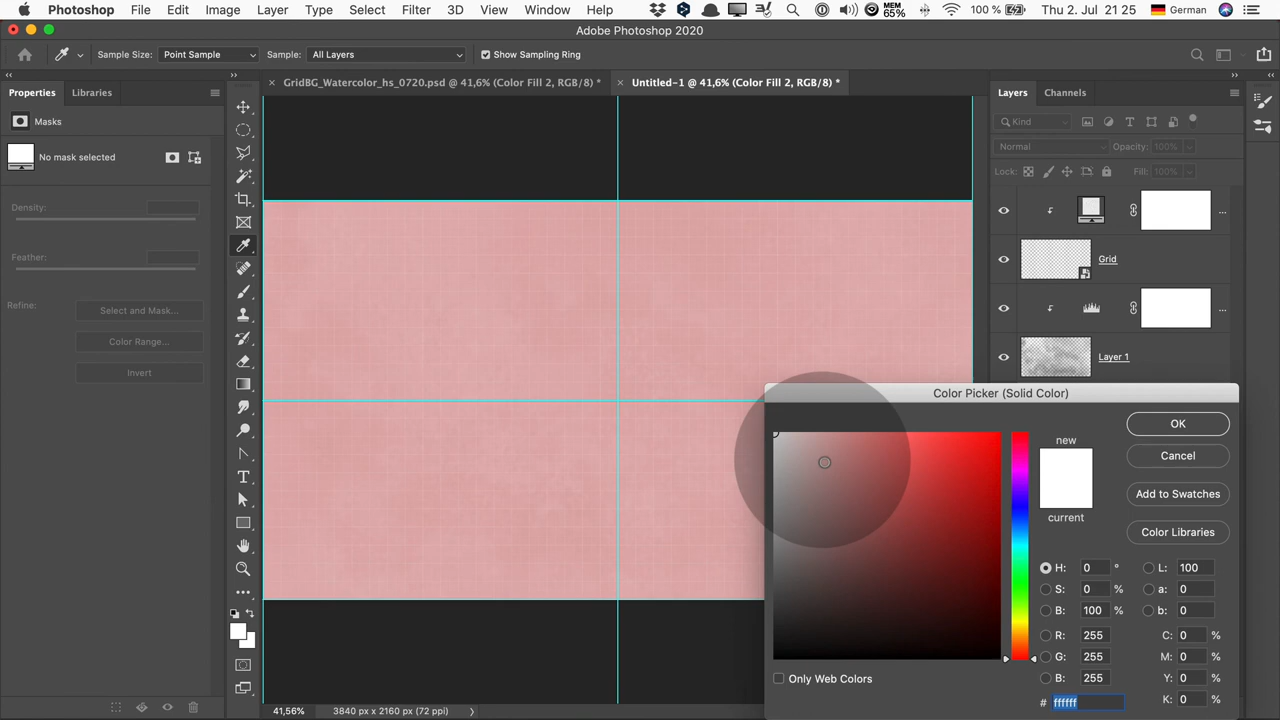 Photoshop File Edit Image Layer Type Select Filter 3D View Window Help MEM 65% 100 % Thu 2. Jul 21 25 German
Adobe Photoshop 2020
Sample Size: Point Sample Sample: All Layers Show Sampling Ring
Properties Libraries
GridBG_Watercolor_hs_0720.psd @ 41,6% (Color Fill 2, RGB/8) *
Untitled-1 @ 41,6% (Color Fill 2, RGB/8) *
Layers Channels
Masks
Kind
No mask selected
Normal Opacity: 100%
Lock: Fill: 100%
Density:
Feather:
Refine: Select and Mask...
Color Range...
Invert
Grid
Layer 1
Color Picker (Solid Color)
new
current
OK
Cancel
Add to Swatches
Color Libraries
H: 0 ° L: 100
S: 0 % a: 0
B: 100 % b: 0
R: 255 C: 0 %
G: 255 M: 0 %
B: 255 Y: 0 %
# ffffff K: 0 %
Only Web Colors
41,56% 3840 px x 2160 px (72 ppi)